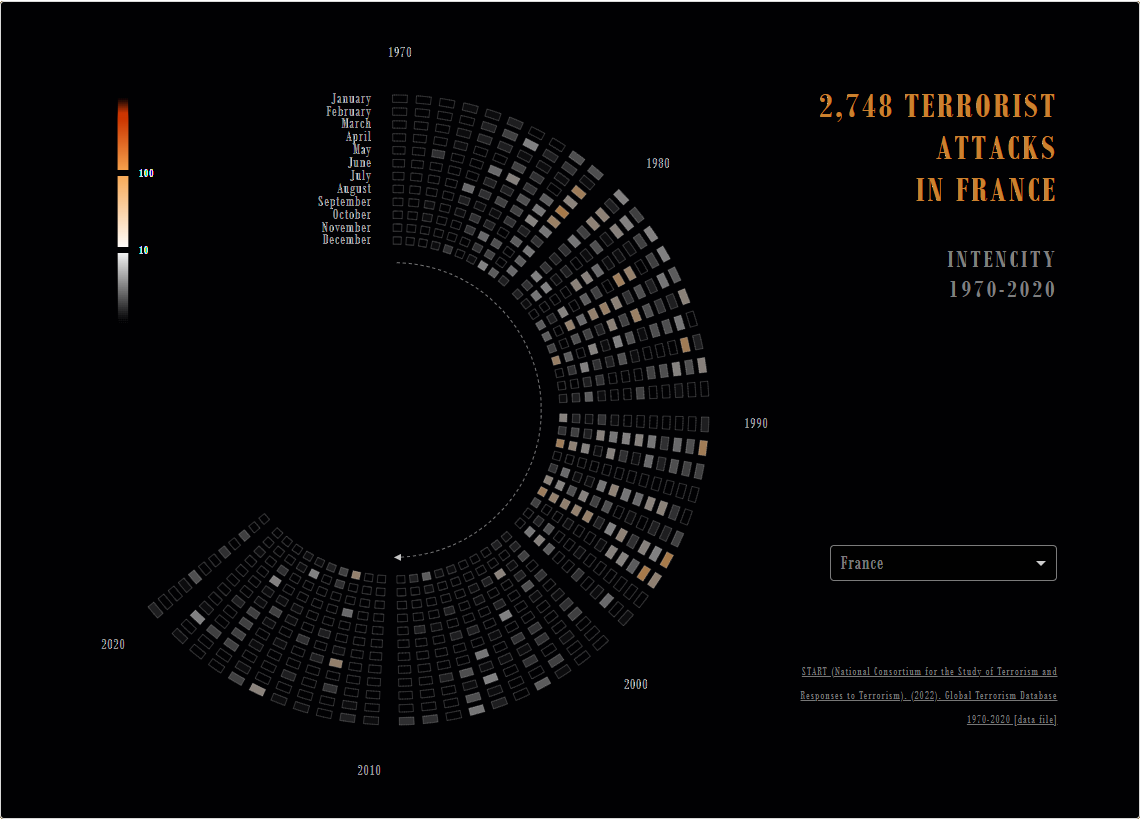 1970
January
February
March
April
May
June
July
August
September
October
November
December
100
10
1980
1990
2000
2010
2020
2,748 TERRORIST
ATTACKS
IN FRANCE
INTENCITY
1970-2020
France
START (National Consortium for the Study of Terrorism and
Responses to Terrorism). (2022). Global Terrorism Database
1970-2020 [data file]